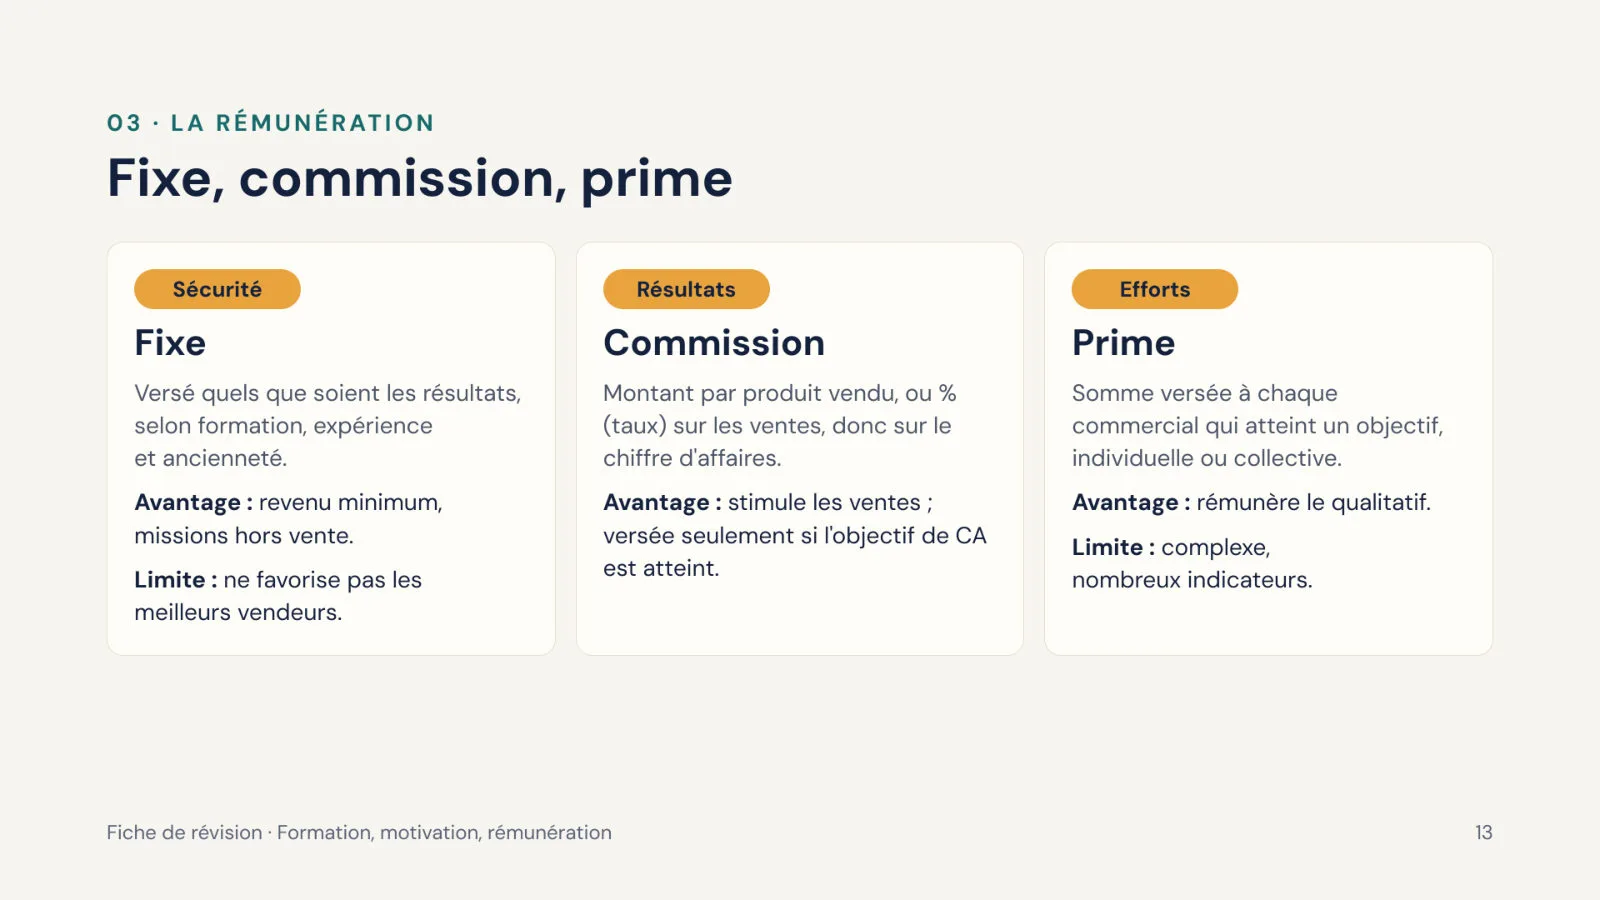 03 · LA RÉMUNÉRATION
Fixe, commission, prime
Sécurité
Fixe
Versé quels que soient les résultats,
selon formation, expérience
et ancienneté.
Avantage : revenu minimum,
missions hors vente.
Limite : ne favorise pas les
meilleurs vendeurs.
Résultats
Commission
Montant par produit vendu, ou %
(taux) sur les ventes, donc sur le
chiffre d'affaires.
Avantage : stimule les ventes ;
versée seulement si l'objectif de CA
est atteint.
Efforts
Prime
Somme versée à chaque
commercial qui atteint un objectif,
individuelle ou collective.
Avantage : rémunère le qualitatif.
Limite : complexe,
nombreux indicateurs.
Fiche de révision · Formation, motivation, rémunération
13